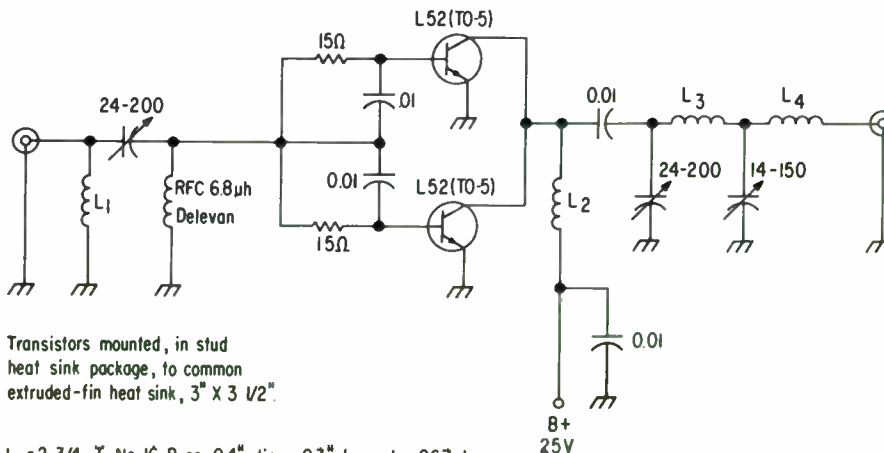 L52(TO-5)
15Ω
.01
24-200
0.01
L3
L4
RFC 6.8μh
Delevan
L1
0.01
L52(TO-5)
L2
24-200
14-150
15Ω
0.01
B+
25V
Transistors mounted, in stud
heat sink package, to common
extruded-fin heat sink, 3" X 3 1/2".